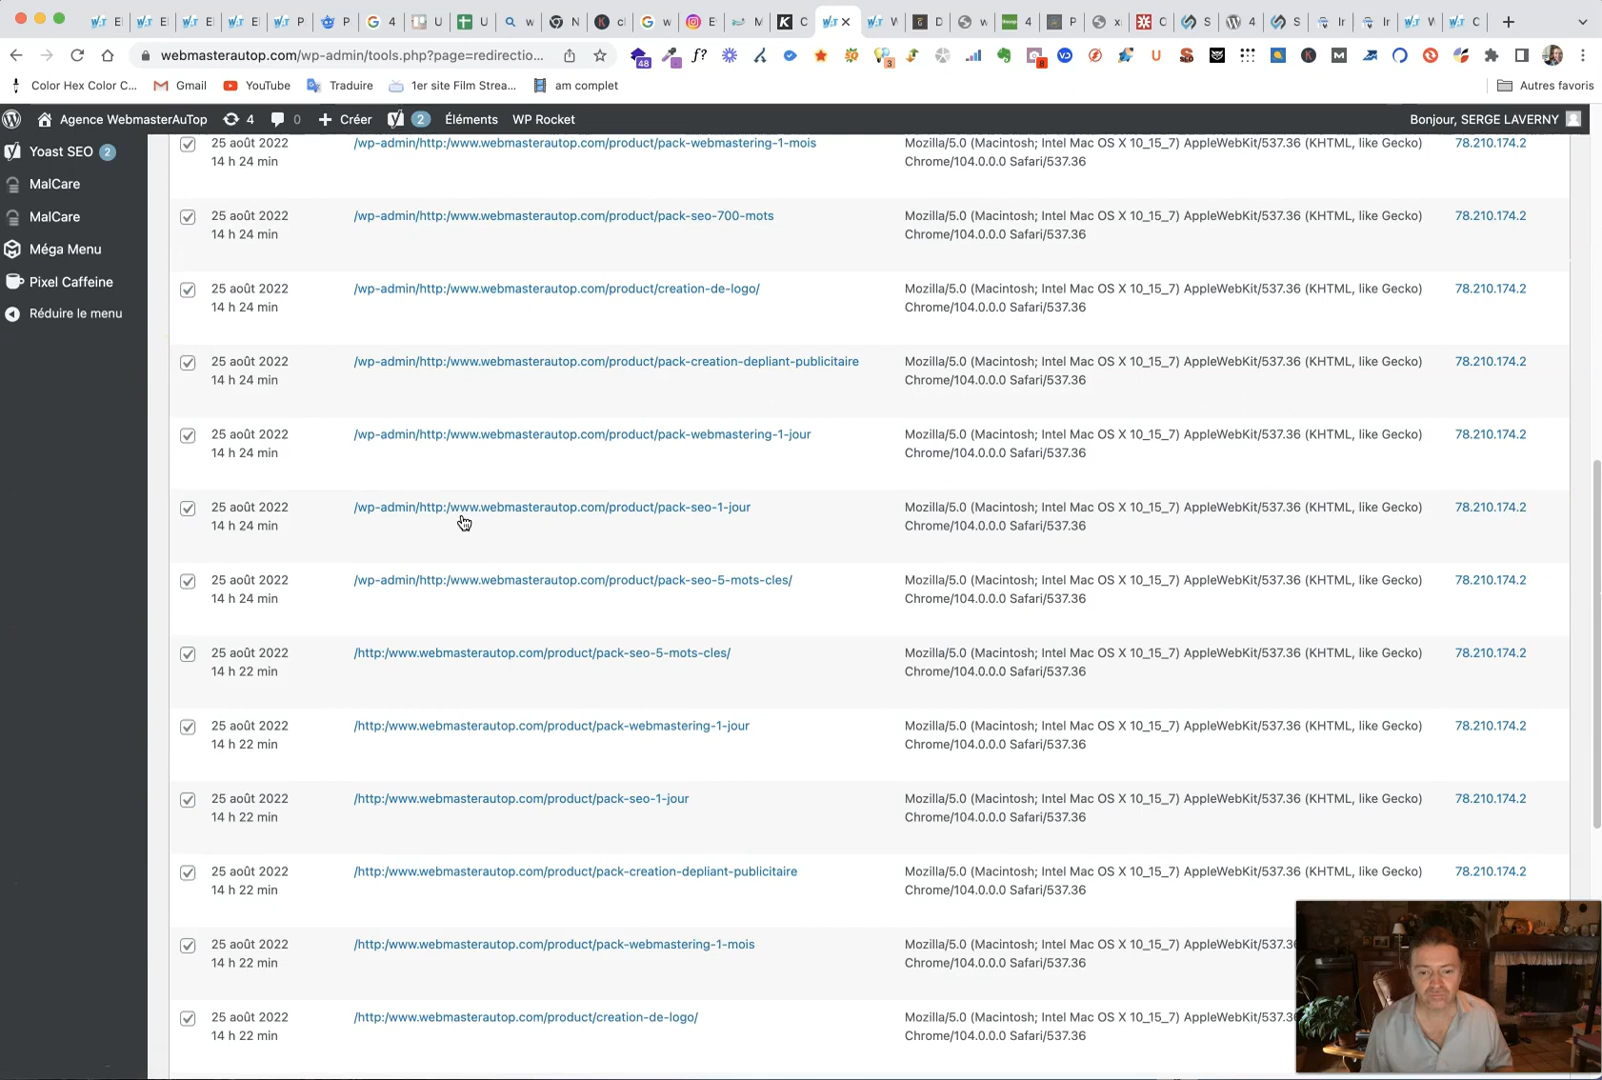 webmasterautop.com/wp-admin/tools.php?page=redirectio...
48
f?
3
8
Color Hex Color C...
Gmail
YouTube
Traduire
1er site Film Strea...
am complet
Autres favoris
Agence WebmasterAuTop
4
0
Créer
2
Éléments
WP Rocket
Bonjour, SERGE LAVERNY
Yoast SEO 2
MalCare
MalCare
Méga Menu
Pixel Caffeine
Réduire le menu
25 août 2022 /wp-admin/http:/www.webmasterautop.com/product/pack-webmastering-1-mois Mozilla/5.0 (Macintosh; Intel Mac OS X 10_15_7) AppleWebKit/537.36 (KHTML, like Gecko) 78.210.174.2
14 h 24 min Chrome/104.0.0.0 Safari/537.36
25 août 2022 /wp-admin/http:/www.webmasterautop.com/product/pack-seo-700-mots Mozilla/5.0 (Macintosh; Intel Mac OS X 10_15_7) AppleWebKit/537.36 (KHTML, like Gecko) 78.210.174.2
14 h 24 min Chrome/104.0.0.0 Safari/537.36
25 août 2022 /wp-admin/http:/www.webmasterautop.com/product/creation-de-logo/ Mozilla/5.0 (Macintosh; Intel Mac OS X 10_15_7) AppleWebKit/537.36 (KHTML, like Gecko) 78.210.174.2
14 h 24 min Chrome/104.0.0.0 Safari/537.36
25 août 2022 /wp-admin/http:/www.webmasterautop.com/product/pack-creation-depliant-publicitaire Mozilla/5.0 (Macintosh; Intel Mac OS X 10_15_7) AppleWebKit/537.36 (KHTML, like Gecko) 78.210.174.2
14 h 24 min Chrome/104.0.0.0 Safari/537.36
25 août 2022 /wp-admin/http:/www.webmasterautop.com/product/pack-webmastering-1-jour Mozilla/5.0 (Macintosh; Intel Mac OS X 10_15_7) AppleWebKit/537.36 (KHTML, like Gecko) 78.210.174.2
14 h 24 min Chrome/104.0.0.0 Safari/537.36
25 août 2022 /wp-admin/http:/www.webmasterautop.com/product/pack-seo-1-jour Mozilla/5.0 (Macintosh; Intel Mac OS X 10_15_7) AppleWebKit/537.36 (KHTML, like Gecko) 78.210.174.2
14 h 24 min Chrome/104.0.0.0 Safari/537.36
25 août 2022 /wp-admin/http:/www.webmasterautop.com/product/pack-seo-5-mots-cles/ Mozilla/5.0 (Macintosh; Intel Mac OS X 10_15_7) AppleWebKit/537.36 (KHTML, like Gecko) 78.210.174.2
14 h 24 min Chrome/104.0.0.0 Safari/537.36
25 août 2022 /http:/www.webmasterautop.com/product/pack-seo-5-mots-cles/ Mozilla/5.0 (Macintosh; Intel Mac OS X 10_15_7) AppleWebKit/537.36 (KHTML, like Gecko) 78.210.174.2
14 h 22 min Chrome/104.0.0.0 Safari/537.36
25 août 2022 /http:/www.webmasterautop.com/product/pack-webmastering-1-jour Mozilla/5.0 (Macintosh; Intel Mac OS X 10_15_7) AppleWebKit/537.36 (KHTML, like Gecko) 78.210.174.2
14 h 22 min Chrome/104.0.0.0 Safari/537.36
25 août 2022 /http:/www.webmasterautop.com/product/pack-seo-1-jour Mozilla/5.0 (Macintosh; Intel Mac OS X 10_15_7) AppleWebKit/537.36 (KHTML, like Gecko) 78.210.174.2
14 h 22 min Chrome/104.0.0.0 Safari/537.36
25 août 2022 /http:/www.webmasterautop.com/product/pack-creation-depliant-publicitaire Mozilla/5.0 (Macintosh; Intel Mac OS X 10_15_7) AppleWebKit/537.36 (KHTML, like Gecko) 78.210.174.2
14 h 22 min Chrome/104.0.0.0 Safari/537.36
25 août 2022 /http:/www.webmasterautop.com/product/pack-webmastering-1-mois Mozilla/5.0 (Macintosh; Intel Mac OS X 10_15_7) AppleWebKit/537.36
14 h 22 min Chrome/104.0.0.0 Safari/537.36
25 août 2022 /http:/www.webmasterautop.com/product/creation-de-logo/ Mozilla/5.0 (Macintosh; Intel Mac OS X 10_15_7) AppleWebKit/537.36
14 h 22 min Chrome/104.0.0.0 Safari/537.36